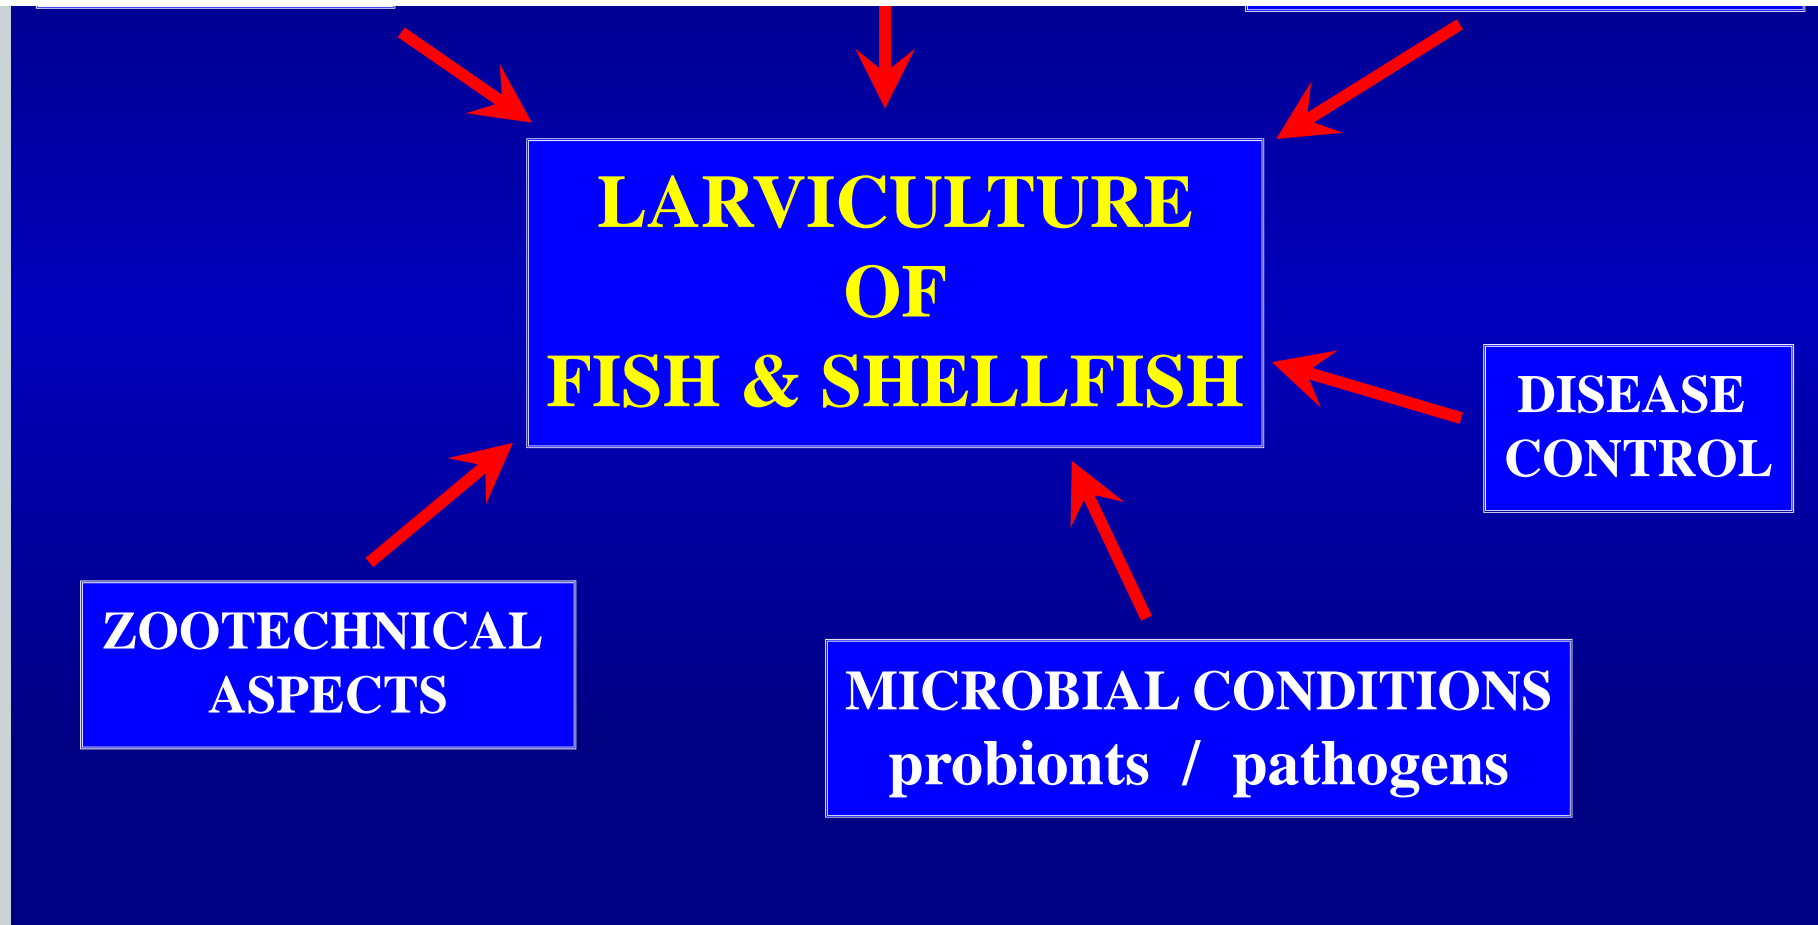 LARVICULTURE
OF
FISH & SHELLFISH
DISEASE
CONTROL
ZOOTECHNICAL
ASPECTS
MICROBIAL CONDITIONS
probionts / pathogens